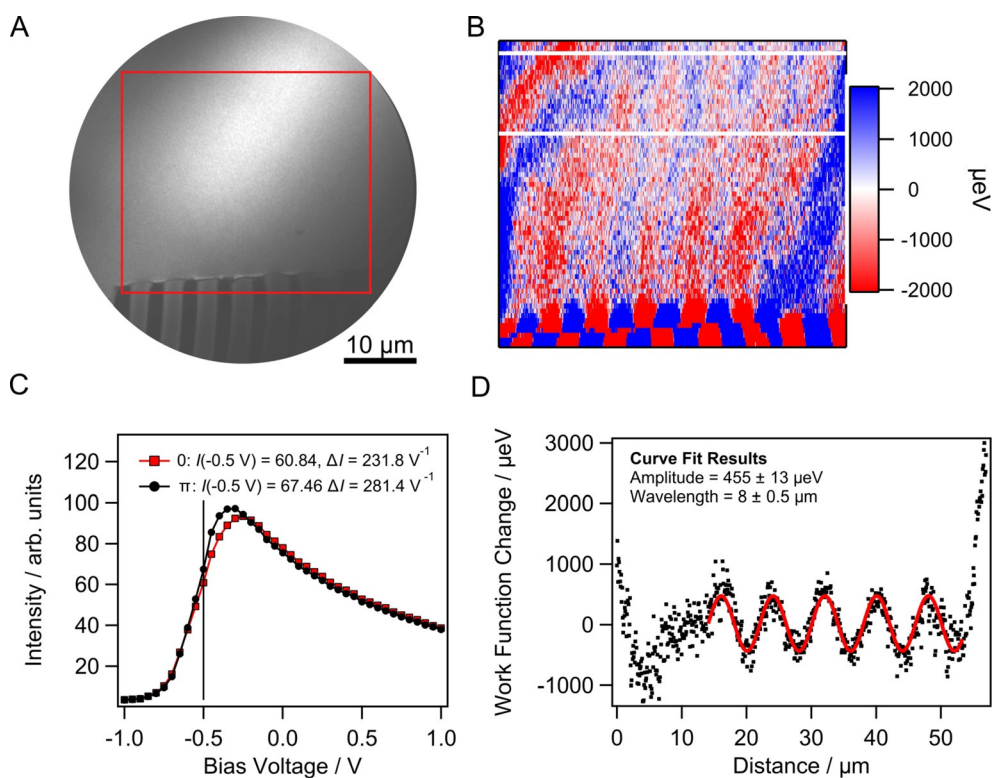 A
10 µm
B
2000
1000
0
-1000
-2000
µeV
C
Intensity / arb. units
120
100
80
60
40
20
0: I(-0.5 V) = 60.84, ΔI = 231.8 V⁻¹
π: I(-0.5 V) = 67.46 ΔI = 281.4 V⁻¹
-1.0
-0.5
0.0
0.5
1.0
Bias Voltage / V
D
Work Function Change / µeV
3000
2000
1000
0
-1000
Curve Fit Results
Amplitude = 455 ± 13 µeV
Wavelength = 8 ± 0.5 µm
0
10
20
30
40
50
Distance / µm